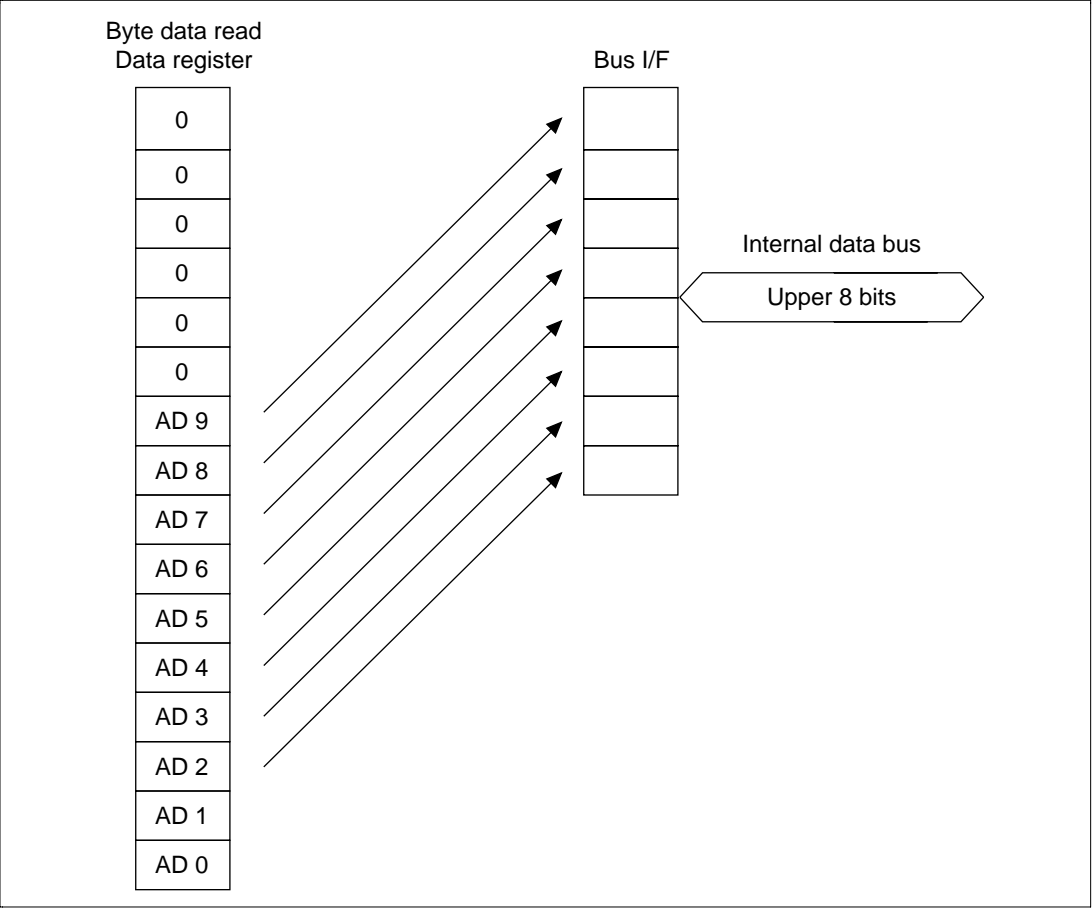 Byte data read
Data register
Bus I/F
0
0
0
0
0
0
AD 9
AD 8
AD 7
AD 6
AD 5
AD 4
AD 3
AD 2
AD 1
AD 0
Internal data bus
Upper 8 bits